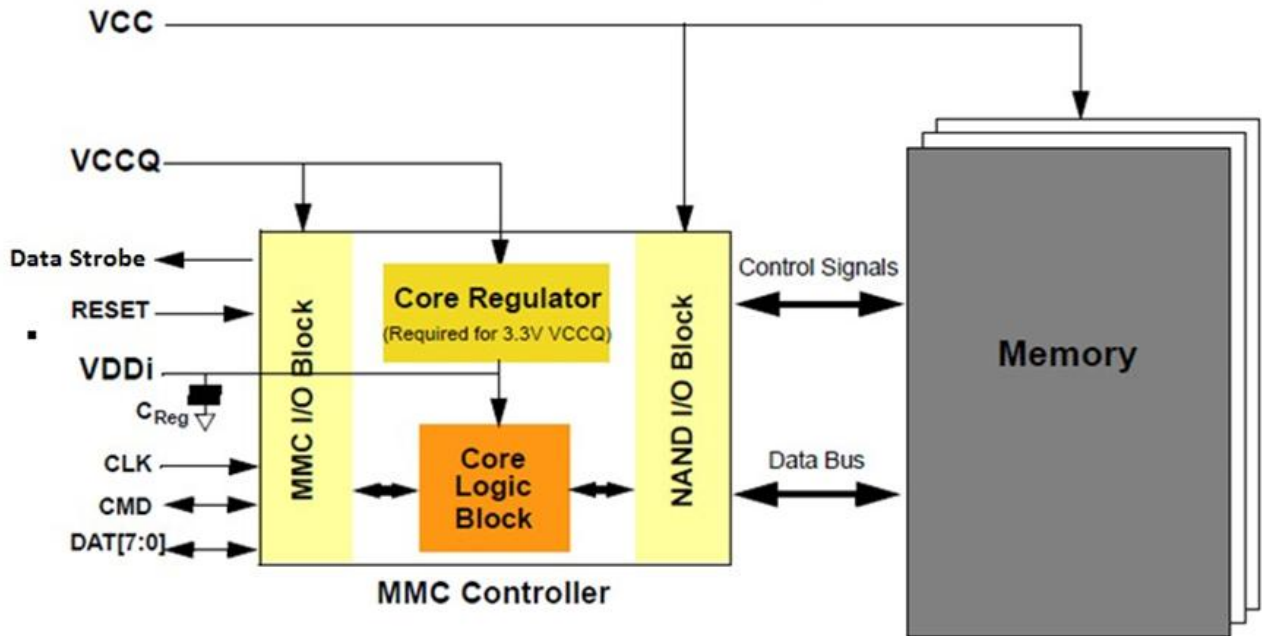 VCC
VCCQ
Data Strobe
RESET
VDDi
C_Reg
CLK
CMD
DAT[7:0]
MMC I/O Block
Core Regulator
(Required for 3.3V VCCQ)
Core
Logic
Block
NAND I/O Block
MMC Controller
Control Signals
Data Bus
Memory